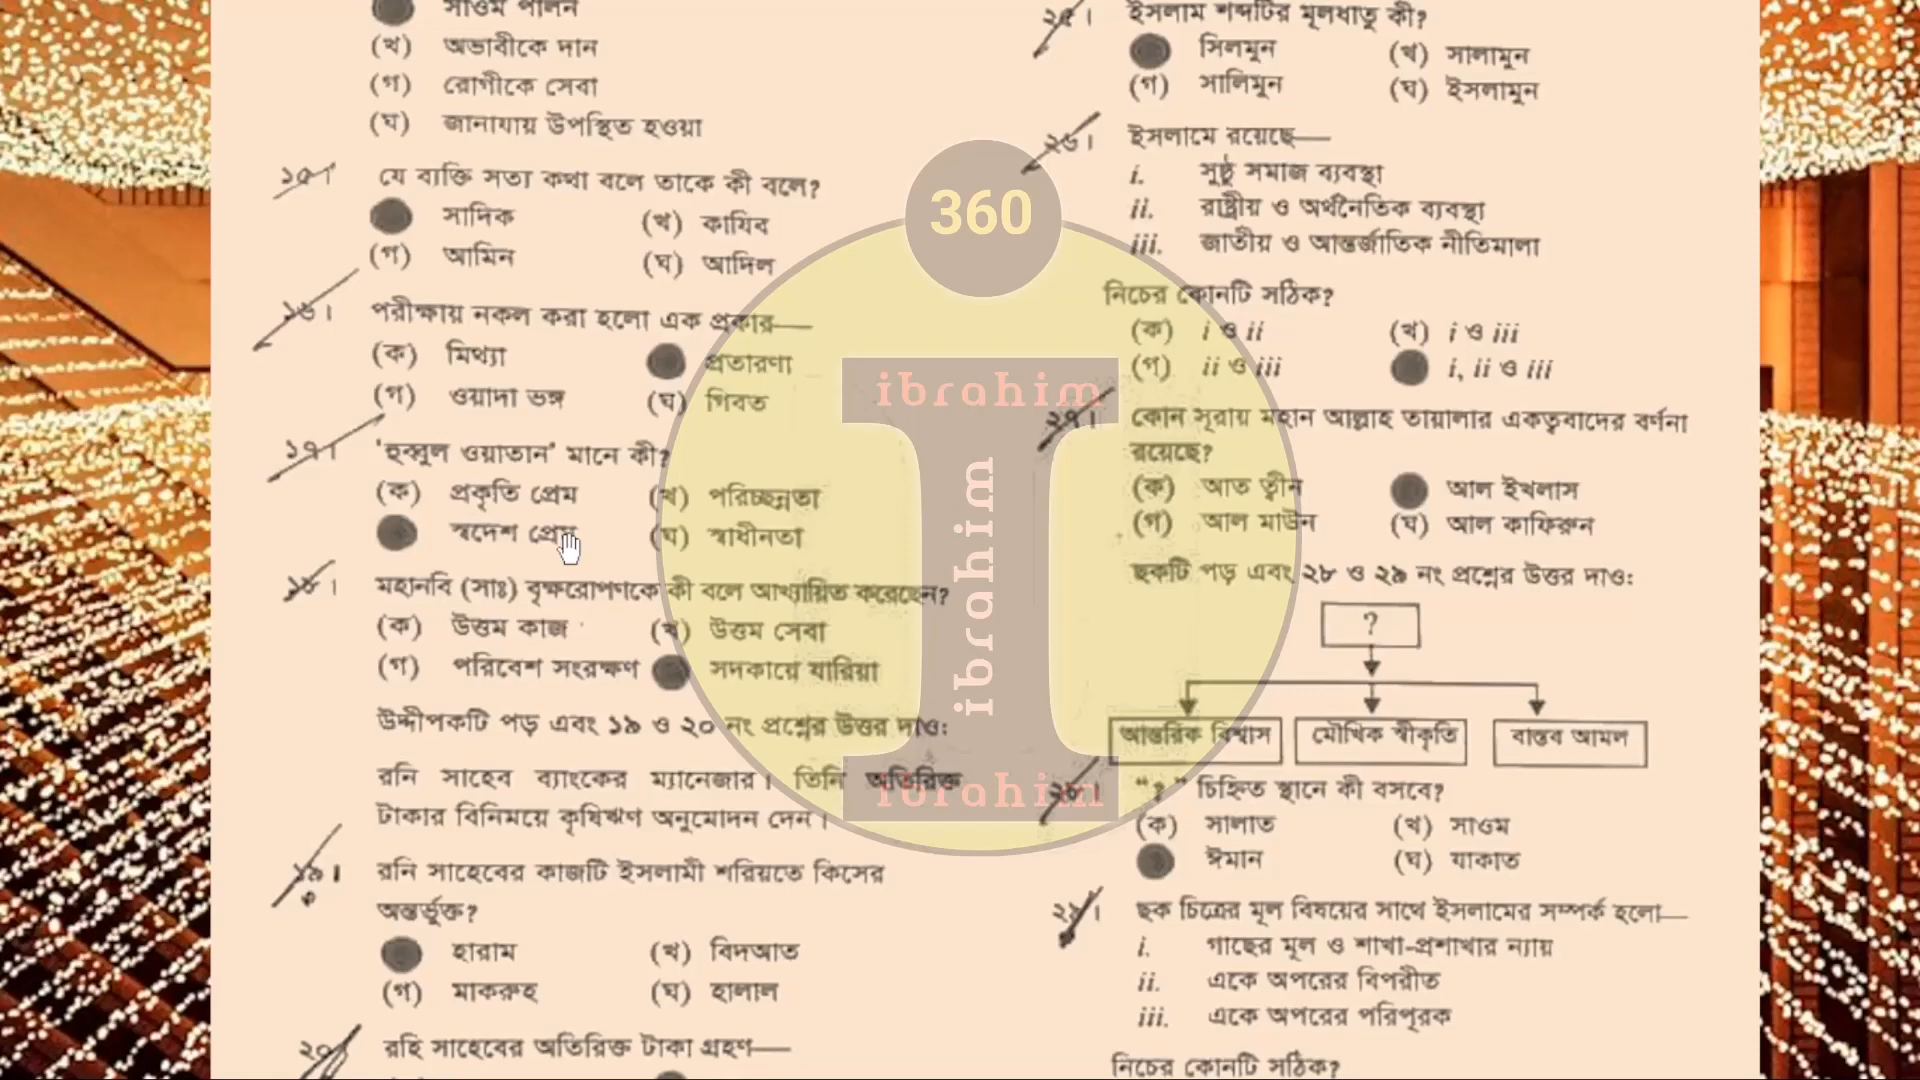 সাওম পালন
(খ) অভাবীকে দান
(গ) রোগীকে সেবা
(ঘ) জানাযায় উপস্থিত হওয়া
১৫। যে ব্যক্তি সত্য কথা বলে তাকে কী বলে?
সাদিক (খ) কাযিব
(গ) আমিন (ঘ) আদিল
১৬। পরীক্ষায় নকল করা হলো এক প্রকার—
(ক) মিথ্যা প্রতারণা
(গ) ওয়াদা ভঙ্গ (ঘ) গিবত
১৭। 'হুব্বুল ওয়াতান' মানে কী?
(ক) প্রকৃতি প্রেম (খ) পরিচ্ছন্নতা
স্বদেশ প্রেম (ঘ) স্বাধীনতা
১৮। মহানবি (সাঃ) বৃক্ষরোপণকে কী বলে আখ্যায়িত করেছেন?
(ক) উত্তম কাজ (খ) উত্তম সেবা
(গ) পরিবেশ সংরক্ষণ সদকায়ে যারিয়া
উদ্দীপকটি পড় এবং ১৯ ও ২০ নং প্রশ্নের উত্তর দাও:
রনি সাহেব ব্যাংকের ম্যানেজার। তিনি অতিরিক্ত
টাকার বিনিময়ে কৃষিঋণ অনুমোদন দেন।
১৯। রনি সাহেবের কাজটি ইসলামী শরিয়তে কিসের
অন্তর্ভুক্ত?
হারাম (খ) বিদআত
(গ) মাকরুহ (ঘ) হালাল
২০। রহি সাহেবের অতিরিক্ত টাকা গ্রহণ—
২৫। ইসলাম শব্দটির মূলধাতু কী?
সিলমুন (খ) সালামুন
(গ) সালিমুন (ঘ) ইসলামুন
২৬। ইসলামে রয়েছে—
i. সুষ্ঠু সমাজ ব্যবস্থা
ii. রাষ্ট্রীয় ও অর্থনৈতিক ব্যবস্থা
iii. জাতীয় ও আন্তর্জাতিক নীতিমালা
নিচের কোনটি সঠিক?
(ক) i ও ii (খ) i ও iii
(গ) ii ও iii i, ii ও iii
২৭। কোন সূরায় মহান আল্লাহ তায়ালার একত্ববাদের বর্ণনা
রয়েছে?
(ক) আত ত্বীন আল ইখলাস
(গ) আল মাউন (ঘ) আল কাফিরুন
ছকটি পড় এবং ২৮ ও ২৯ নং প্রশ্নের উত্তর দাও:
?
আন্তরিক বিশ্বাস মৌখিক স্বীকৃতি বাস্তব আমল
২৮। "?" চিহ্নিত স্থানে কী বসবে?
(ক) সালাত (খ) সাওম
ঈমান (ঘ) যাকাত
২৯। ছক চিত্রের মূল বিষয়ের সাথে ইসলামের সম্পর্ক হলো—
i. গাছের মূল ও শাখা-প্রশাখার ন্যায়
ii. একে অপরের বিপরীত
iii. একে অপরের পরিপূরক
নিচের কোনটি সঠিক?
360
ibrahim
ibrahim
ibrahim